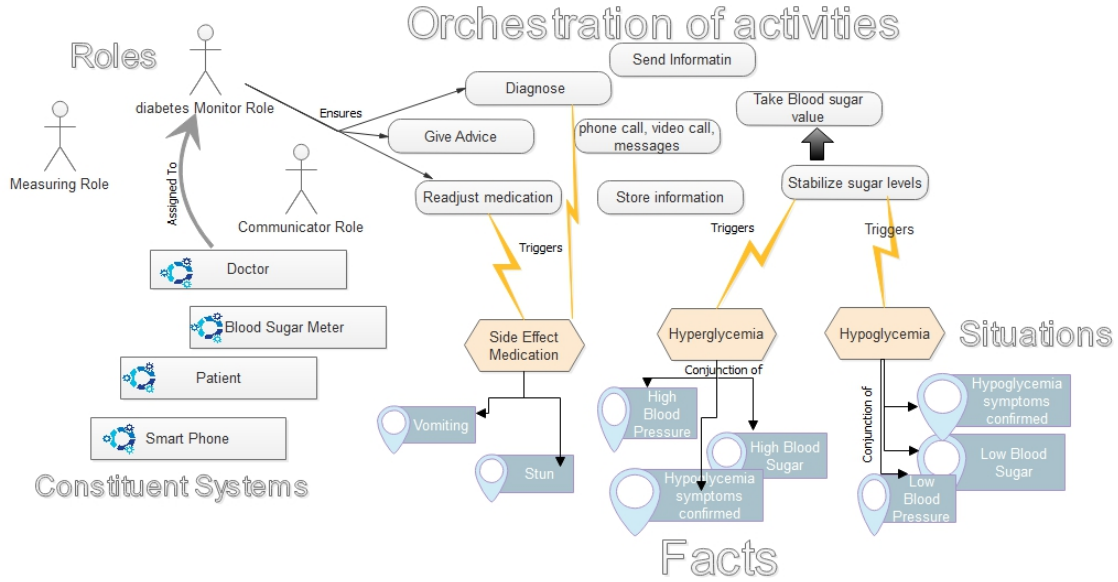 Orchestration of activities
Roles
Send Informatin
diabetes Monitor Role
Ensures
Diagnose
Take Blood sugar
value
Give Advice
phone call, video call,
messages
Measuring Role
Assigned To
Communicator Role
Readjust medication
Store information
Stabilize sugar levels
Triggers
Triggers
Triggers
Doctor
Blood Sugar Meter
Patient
Smart Phone
Constituent Systems
Side Effect
Medication
Hyperglycemia
Hypoglycemia
Situations
Conjunction of
Conjunction of
Vomiting
Stun
High
Blood
Pressure
High Blood
Sugar
Hypoglycemia
symptoms
confirmed
Hypoglycemia
symptoms
confirmed
Low Blood
Sugar
Low
Blood
Pressure
Facts